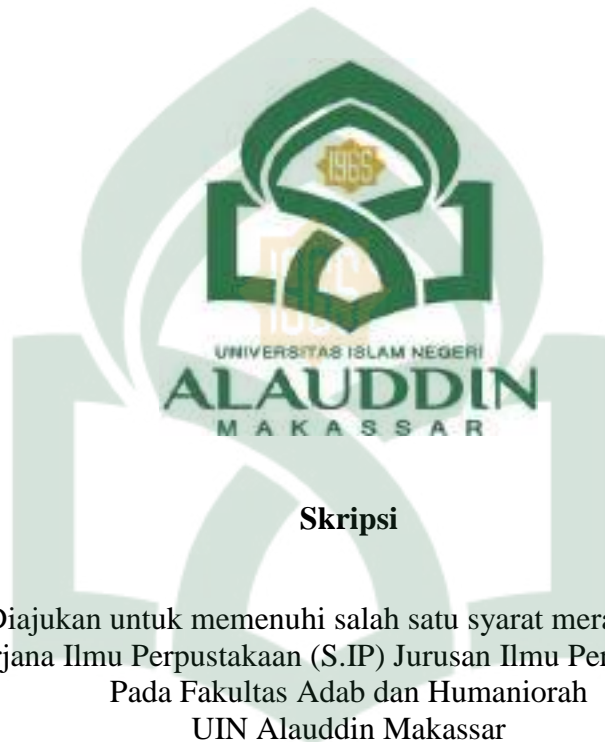 1965
1965
UNIVERSITAS ISLAM NEGERI
ALAUDDIN
MAKASSAR
Skripsi
Diajukan untuk memenuhi salah satu syarat
Ilmu Perpustakaan (S.IP) Jurusan Ilmu
Pada Fakultas Adab dan Humaniorah
UIN Alauddin Makassar